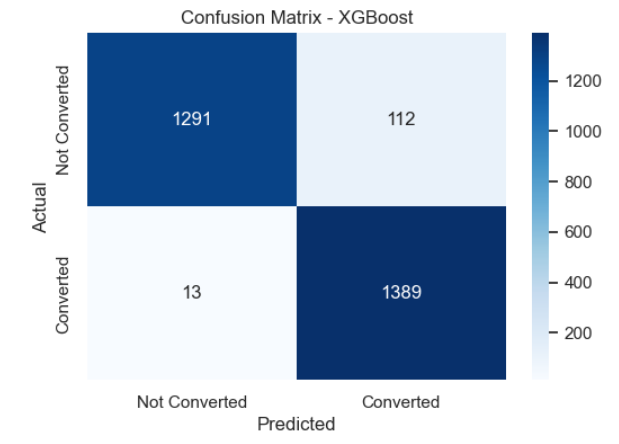 Confusion Matrix - XGBoost
Actual
Not Converted
Converted
1291
112
13
1389
Not Converted
Converted
Predicted
1200
1000
800
600
400
200